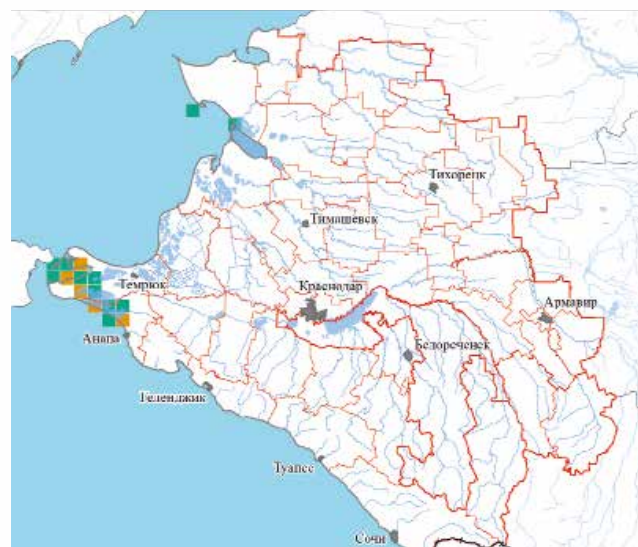 Тихорецк
Тимашевск
Темрюк
Краснодар
Армавир
Анапа
Белореченск
Геленджик
Туапсе
Сочи